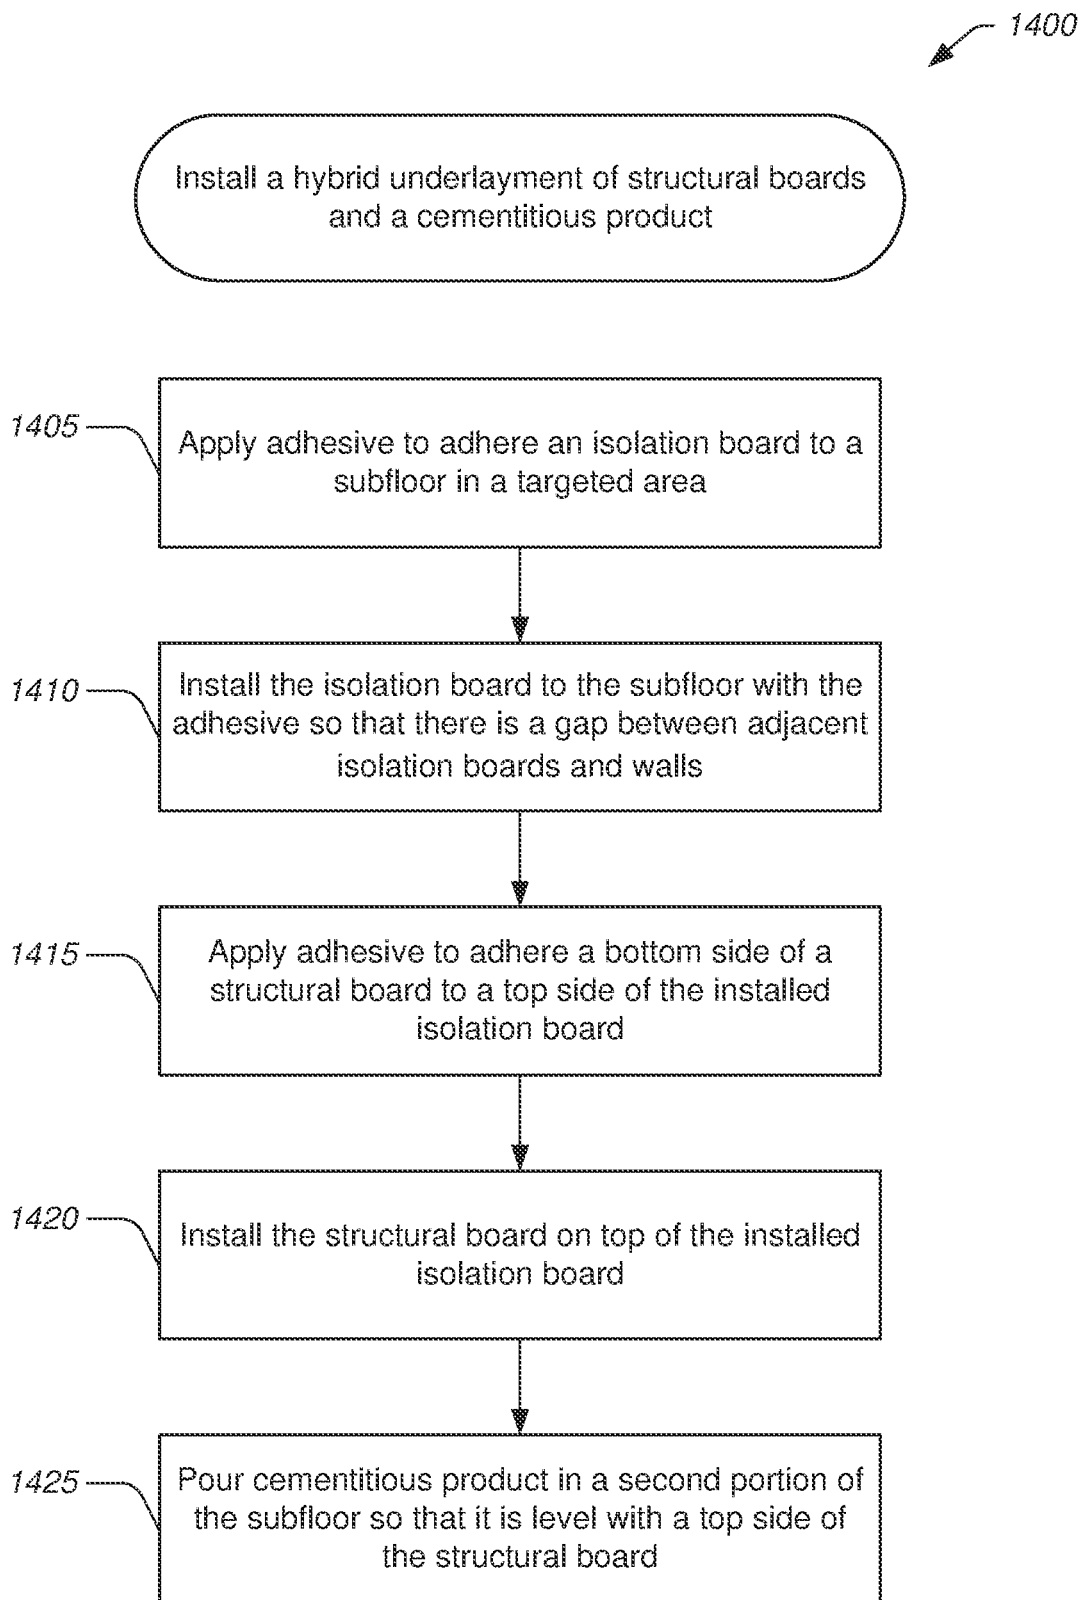 1400
Install a hybrid underlayment of structural boards
and a cementitious product
1405
Apply adhesive to adhere an isolation board to a
subfloor in a targeted area
1410
Install the isolation board to the subfloor with the
adhesive so that there is a gap between adjacent
isolation boards and walls
1415
Apply adhesive to adhere a bottom side of a
structural board to a top side of the installed
isolation board
1420
Install the structural board on top of the installed
isolation board
1425
Pour cementitious product in a second portion of
the subfloor so that it is level with a top side of
the structural board